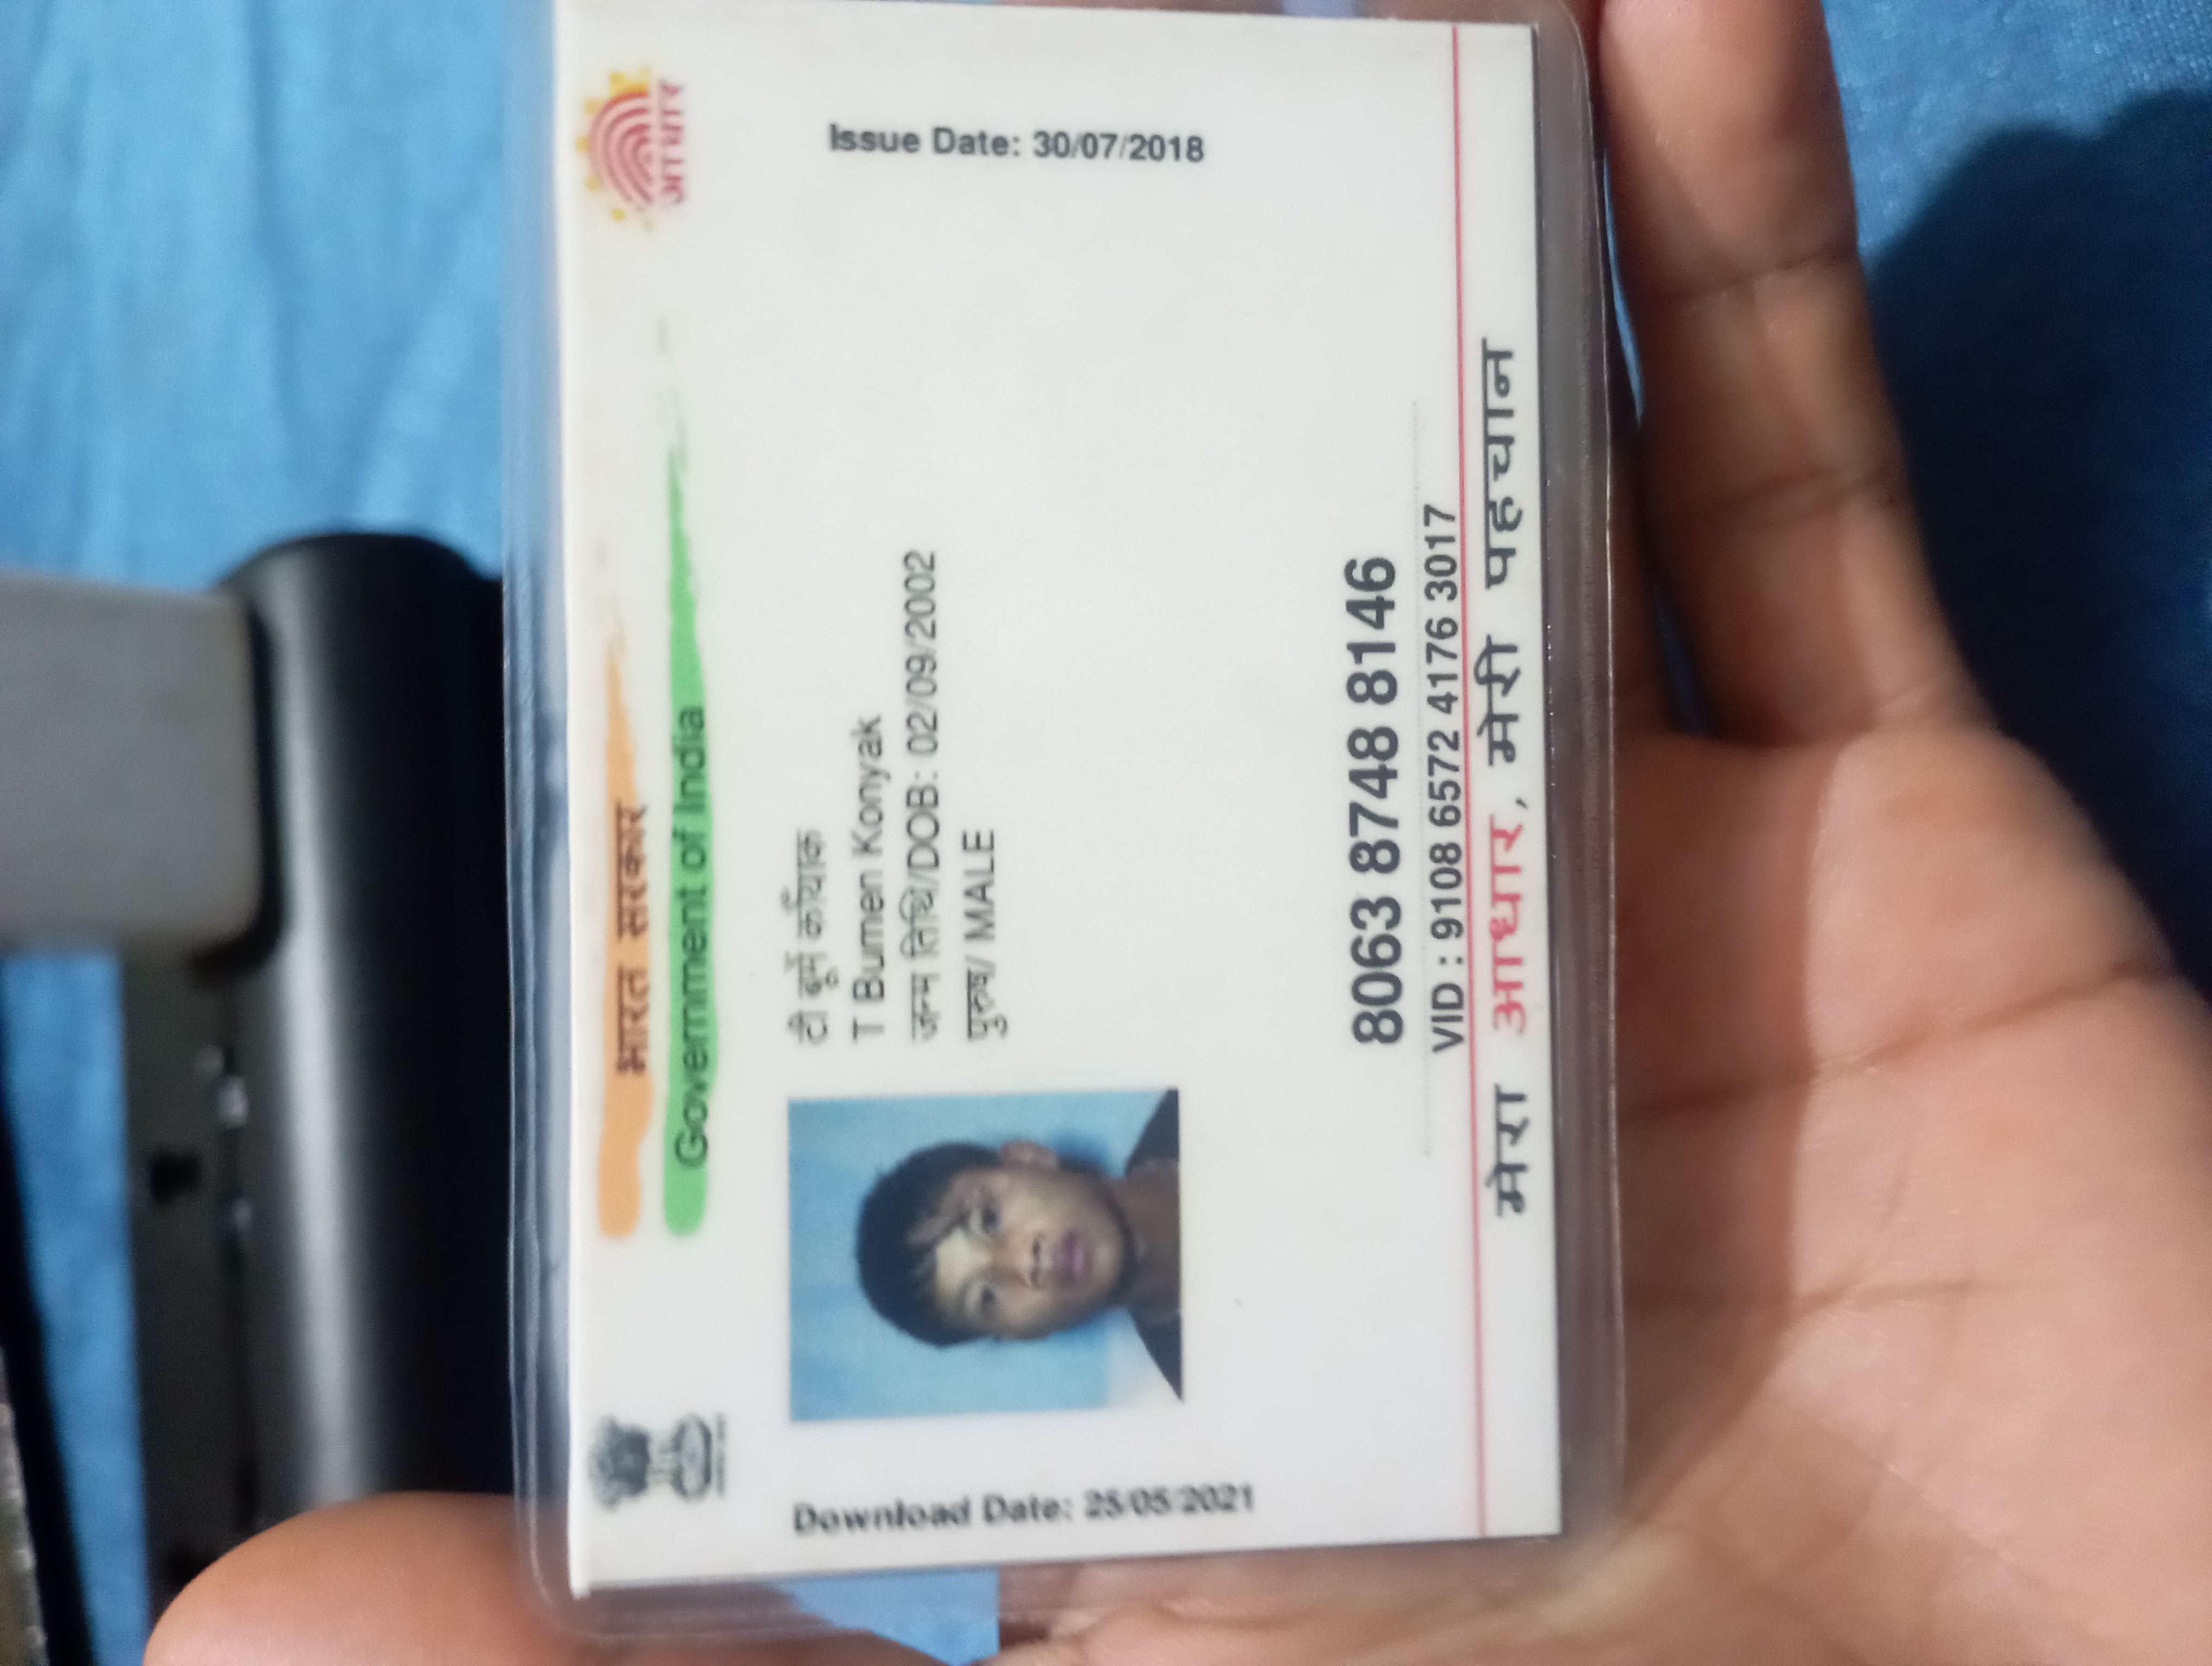 भारत सरकार
Government of India
आधार
Download Date: 25/05/2021
Issue Date: 30/07/2018
टी बूमें कोंयाक
T Bumen Konyak
जन्म तिथि/DOB: 02/09/2002
पुरुष/ MALE
8063 8748 8146
VID : 9108 6572 4176 3017
मेरा आधार, मेरी पहचान